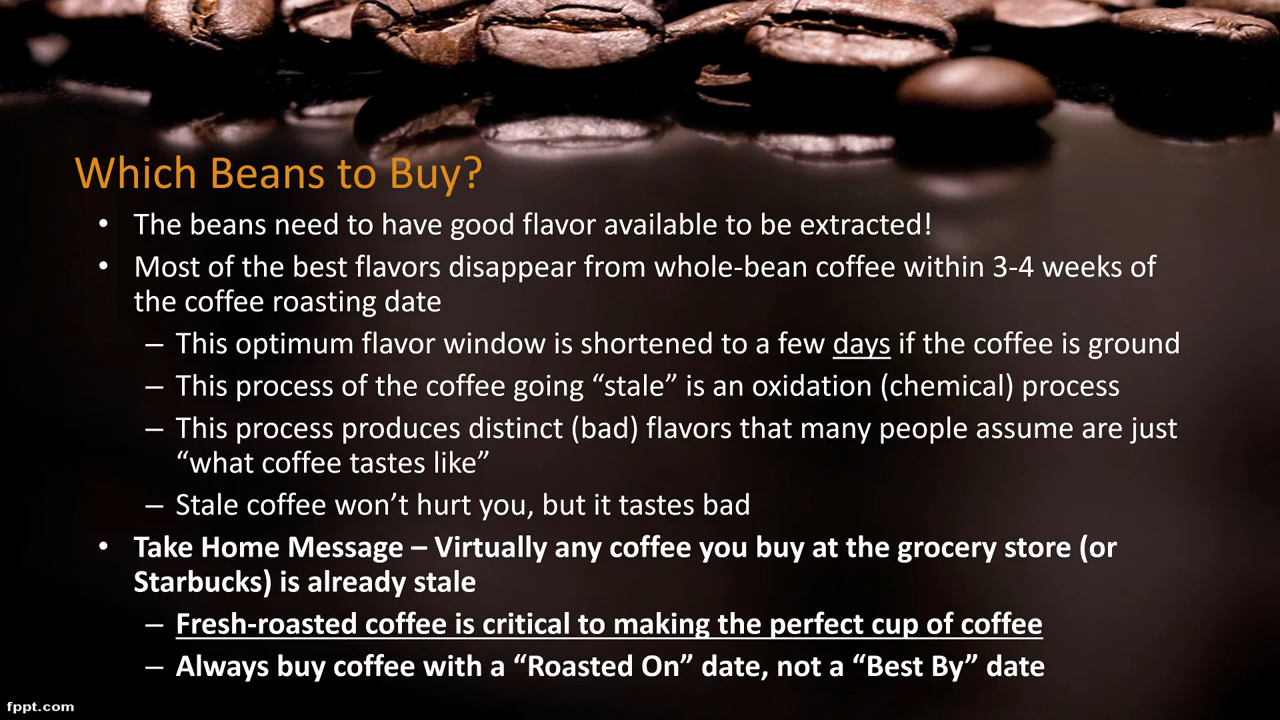 Which Beans to Buy?
• The beans need to have good flavor available to be extracted!
• Most of the best flavors disappear from whole-bean coffee within 3-4 weeks of
the coffee roasting date
– This optimum flavor window is shortened to a few days if the coffee is ground
– This process of the coffee going “stale” is an oxidation (chemical) process
– This process produces distinct (bad) flavors that many people assume are just
“what coffee tastes like”
– Stale coffee won’t hurt you, but it tastes bad
• Take Home Message – Virtually any coffee you buy at the grocery store (or
Starbucks) is already stale
– Fresh-roasted coffee is critical to making the perfect cup of coffee
– Always buy coffee with a “Roasted On” date, not a “Best By” date
fppt.com